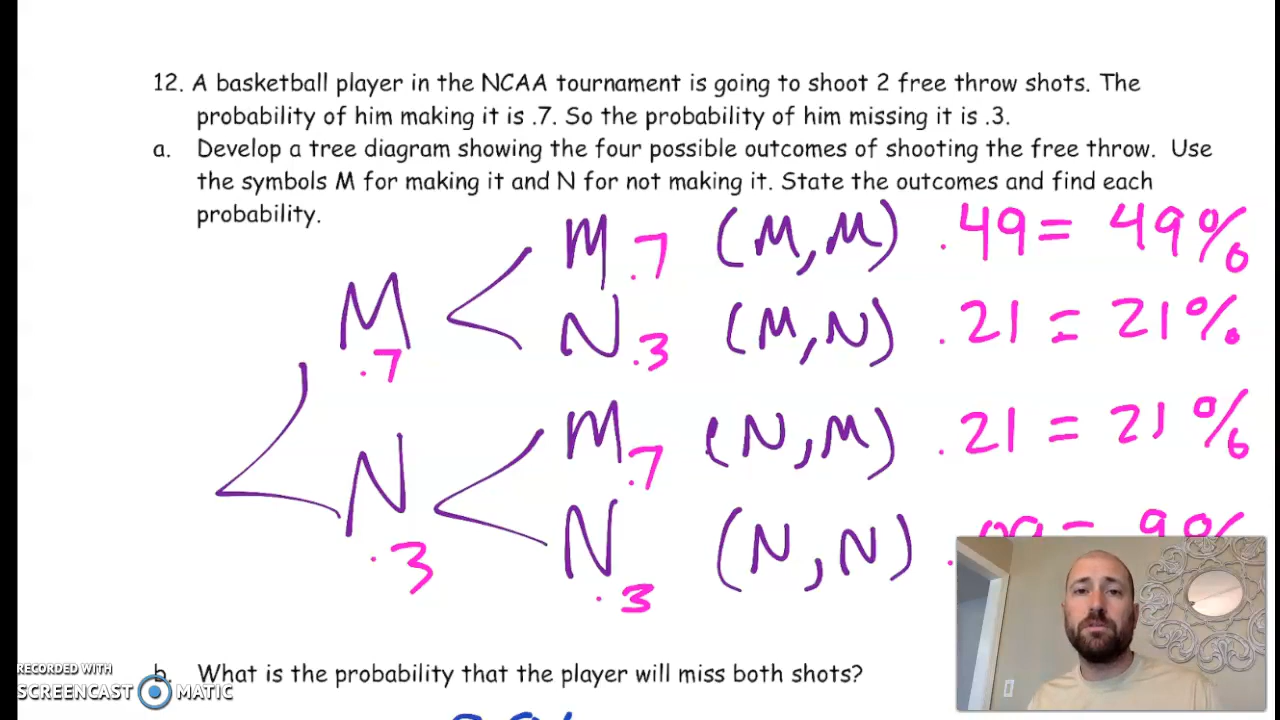 12. A basketball player in the NCAA tournament is going to shoot 2 free throw shots. The
probability of him making it is .7. So the probability of him missing it is .3.
a. Develop a tree diagram showing the four possible outcomes of shooting the free throw. Use
the symbols M for making it and N for not making it. State the outcomes and find each
probability.
M .7 (M,M) .49 = 49%
M .7
N .3 (M,N) .21 = 21%
M .7 (N,M) .21 = 21%
N .3
N .3 (N,N) .09 = 9%
b. What is the probability that the player will miss both shots?
RECORDED WITH
SCREENCAST MATIC